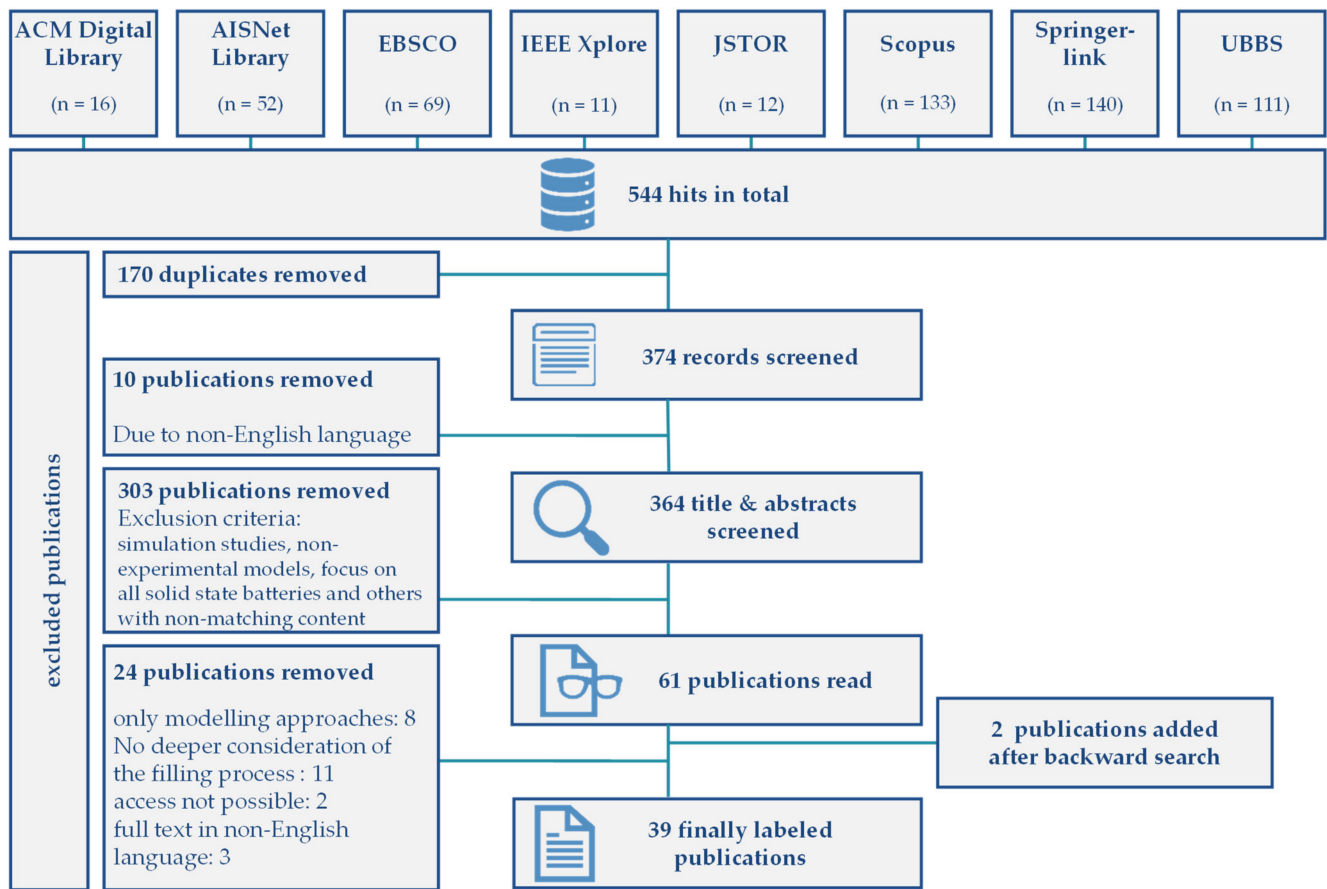 ACM Digital
Library
(n = 16)
AISNet
Library
(n = 52)
EBSCO
(n = 69)
IEEE Xplore
(n = 11)
JSTOR
(n = 12)
Scopus
(n = 133)
Springer-
link
(n = 140)
UBBS
(n = 111)
544 hits in total
excluded publications
170 duplicates removed
374 records screened
10 publications removed
Due to non-English language
364 title & abstracts
screened
303 publications removed
Exclusion criteria:
simulation studies, non-
experimental models, focus on
all solid state batteries and others
with non-matching content
61 publications read
24 publications removed
only modelling approaches: 8
No deeper consideration of
the filling process : 11
access not possible: 2
full text in non-English
language: 3
2 publications added
after backward search
39 finally labeled
publications